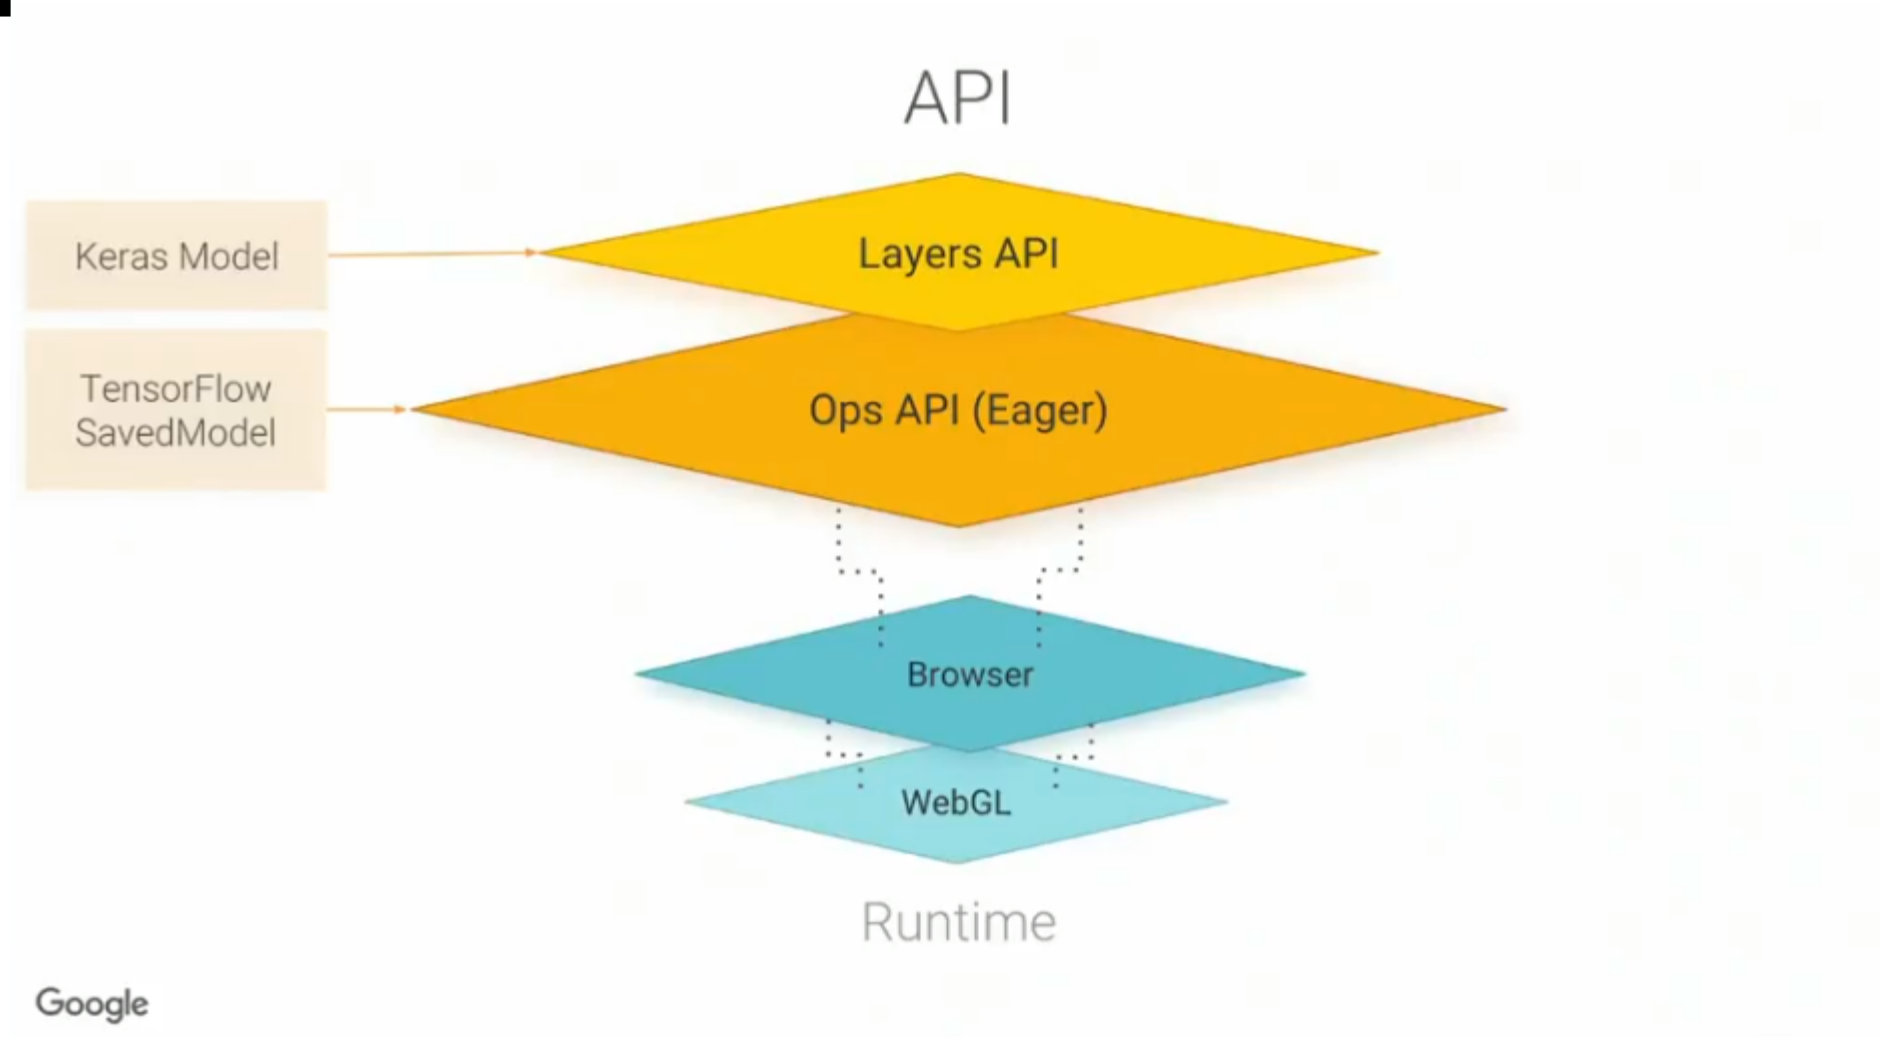 API
Keras Model
Layers API
TensorFlow
SavedModel
Ops API (Eager)
Browser
WebGL
Runtime
Google